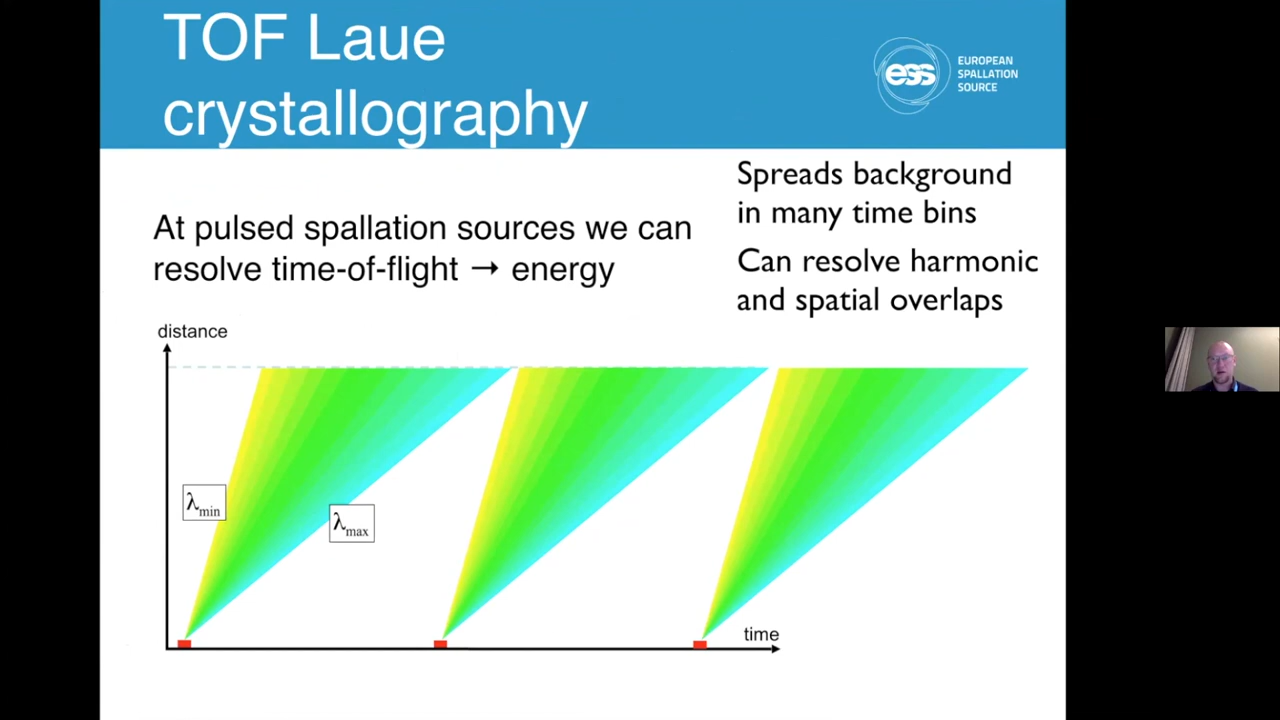 TOF Laue
crystallography
ess
EUROPEAN
SPALLATION
SOURCE
At pulsed spallation sources we can
resolve time-of-flight → energy
Spreads background
in many time bins
Can resolve harmonic
and spatial overlaps
distance
λmin
λmax
time